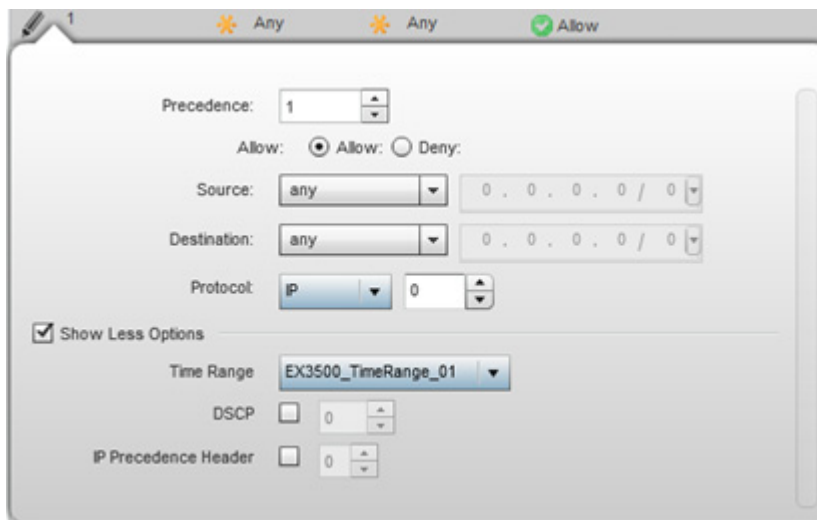 1 Any Any Allow
Precedence: 1
Allow: Allow: Deny:
Source: any 0 . 0 . 0 . 0 / 0
Destination: any 0 . 0 . 0 . 0 / 0
Protocol: IP 0
Show Less Options
Time Range EX3500_TimeRange_01
DSCP 0
IP Precedence Header 0